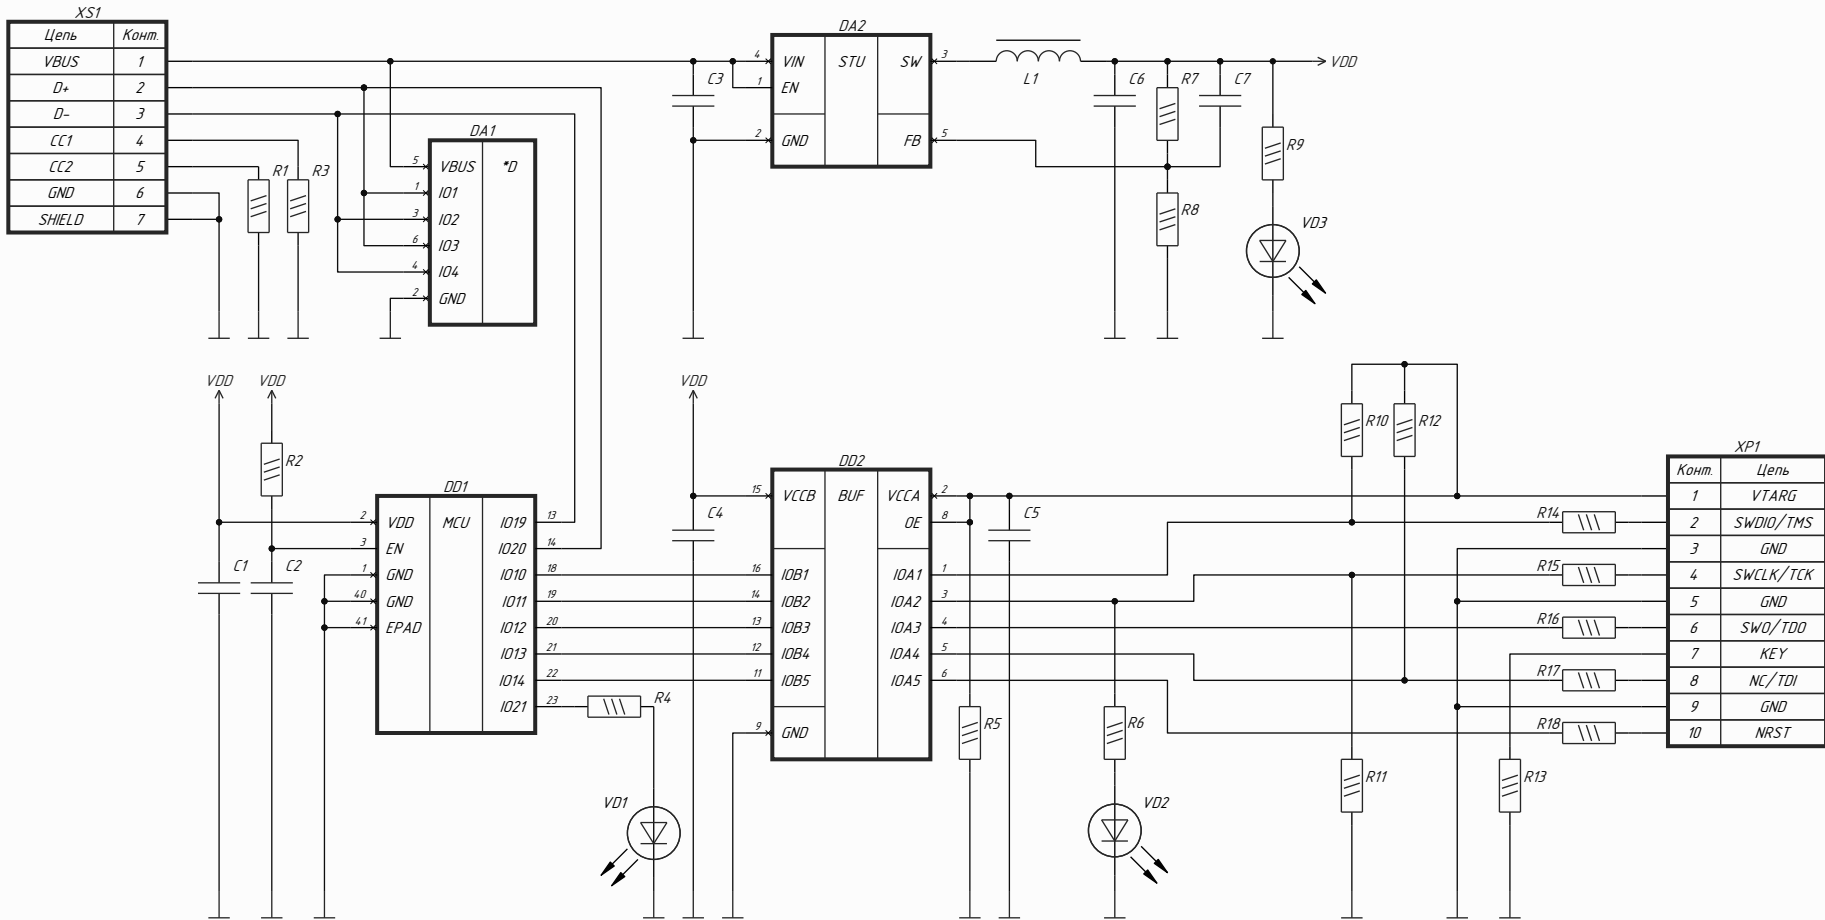 XS1
Цепь Конт.
VBUS 1
D+ 2
D- 3
CC1 4
CC2 5
GND 6
SHIELD 7
R1
R3
DA1
5 VBUS *D
1 IO1
3 IO2
6 IO3
4 IO4
2 GND
C3
DA2
4 VIN STU SW 3
1 EN
2 GND FB 5
L1
C6
R7
C7
VDD
R8
R9
VD3
VDD
VDD
R2
C1
C2
DD1
2 VDD MCU IO19 13
3 EN IO20 14
1 GND IO10 18
40 GND IO11 19
41 EPAD IO12 20
IO13 21
IO14 22
IO21 23
R4
VD1
VDD
C4
DD2
15 VCCB BUF VCCA 2
OE 8
16 IOB1 IOA1 1
14 IOB2 IOA2 3
13 IOB3 IOA3 4
12 IOB4 IOA4 5
11 IOB5 IOA5 6
9 GND
C5
R5
R6
VD2
R10
R12
R14
R15
R16
R17
R18
R11
R13
XP1
Конт. Цепь
1 VTARG
2 SWDIO/TMS
3 GND
4 SWCLK/TCK
5 GND
6 SWO/TDO
7 KEY
8 NC/TDI
9 GND
10 NRST